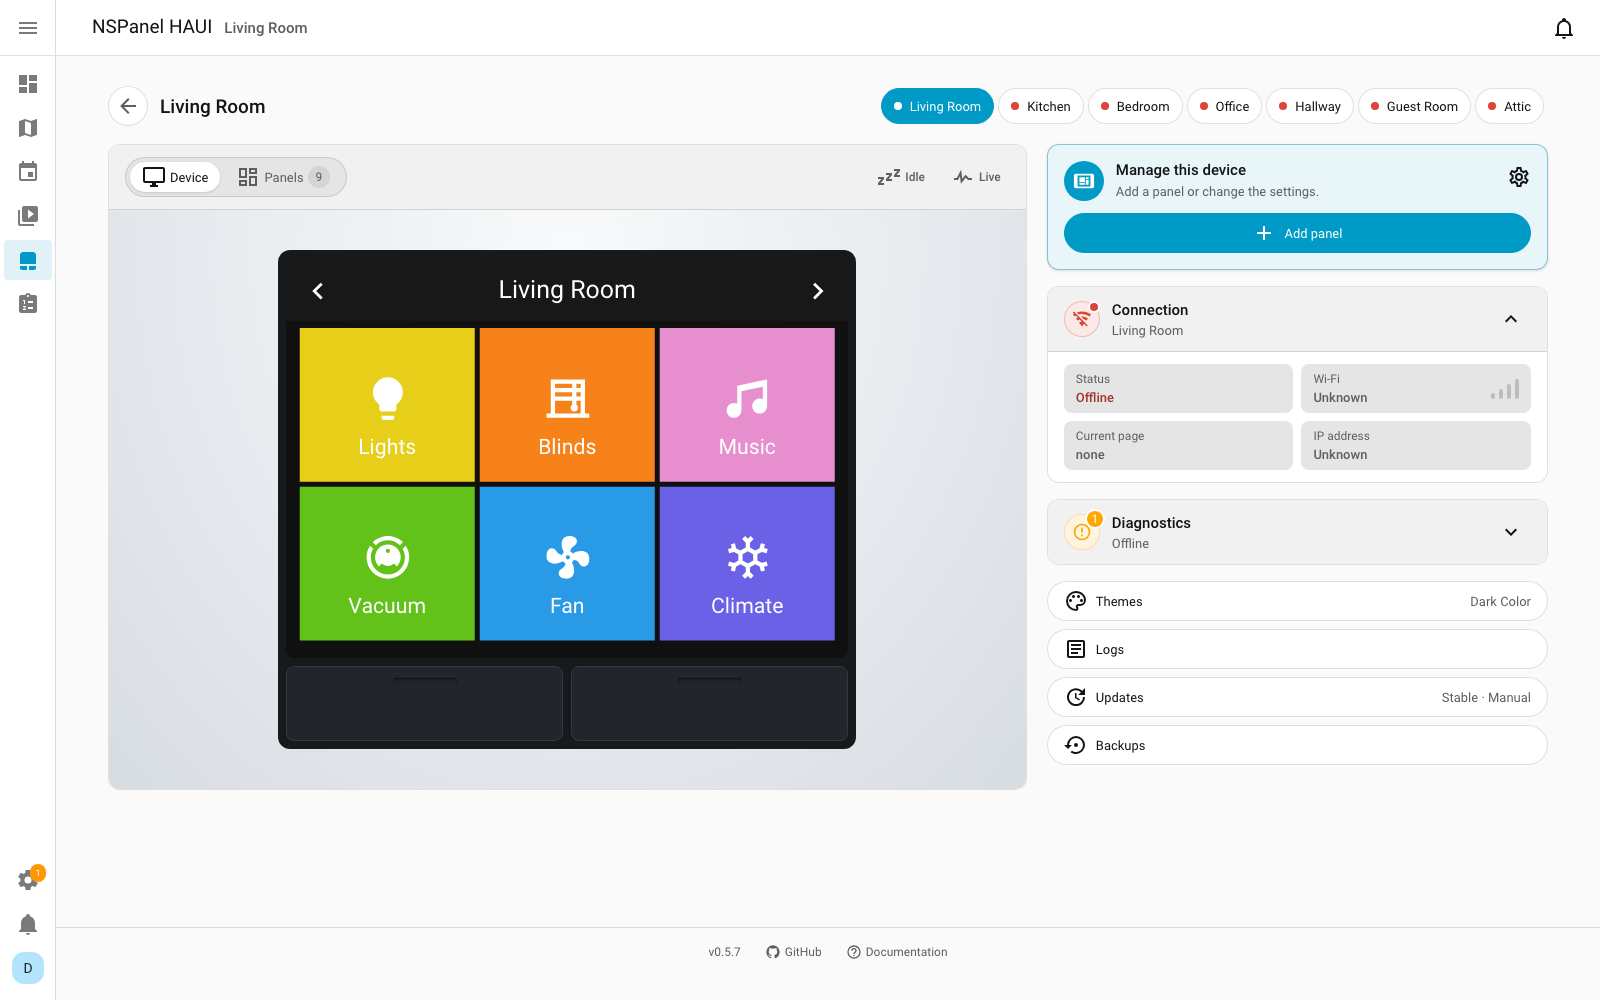 NSPanel HAUI Living Room
Living Room
Living Room
Kitchen
Bedroom
Office
Hallway
Guest Room
Attic
Device
Panels 9
zzZ Idle
Live
Living Room
Lights
Blinds
Music
Vacuum
Fan
Climate
Manage this device
Add a panel or change the settings.
Add panel
Connection
Living Room
Status
Offline
Wi-Fi
Unknown
Current page
none
IP address
Unknown
1
Diagnostics
Offline
Themes Dark Color
Logs
Updates Stable · Manual
Backups
1
D
v0.5.7 GitHub Documentation